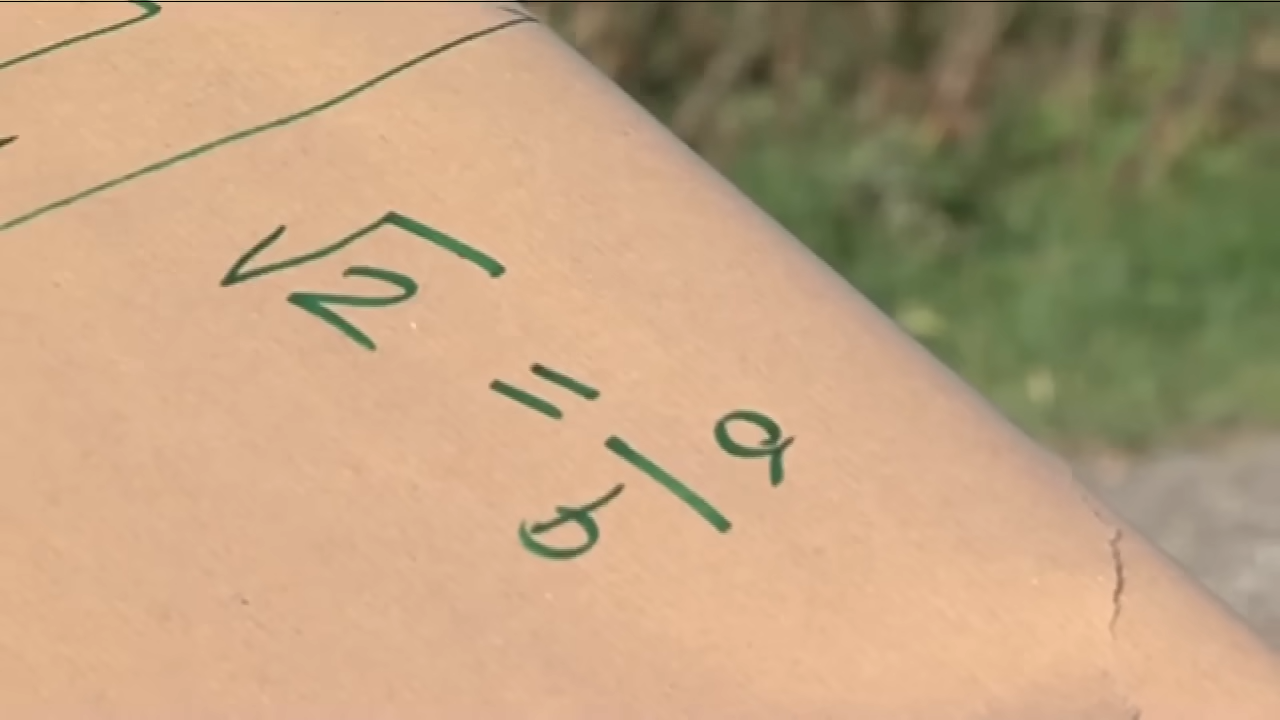 √2 = a/b